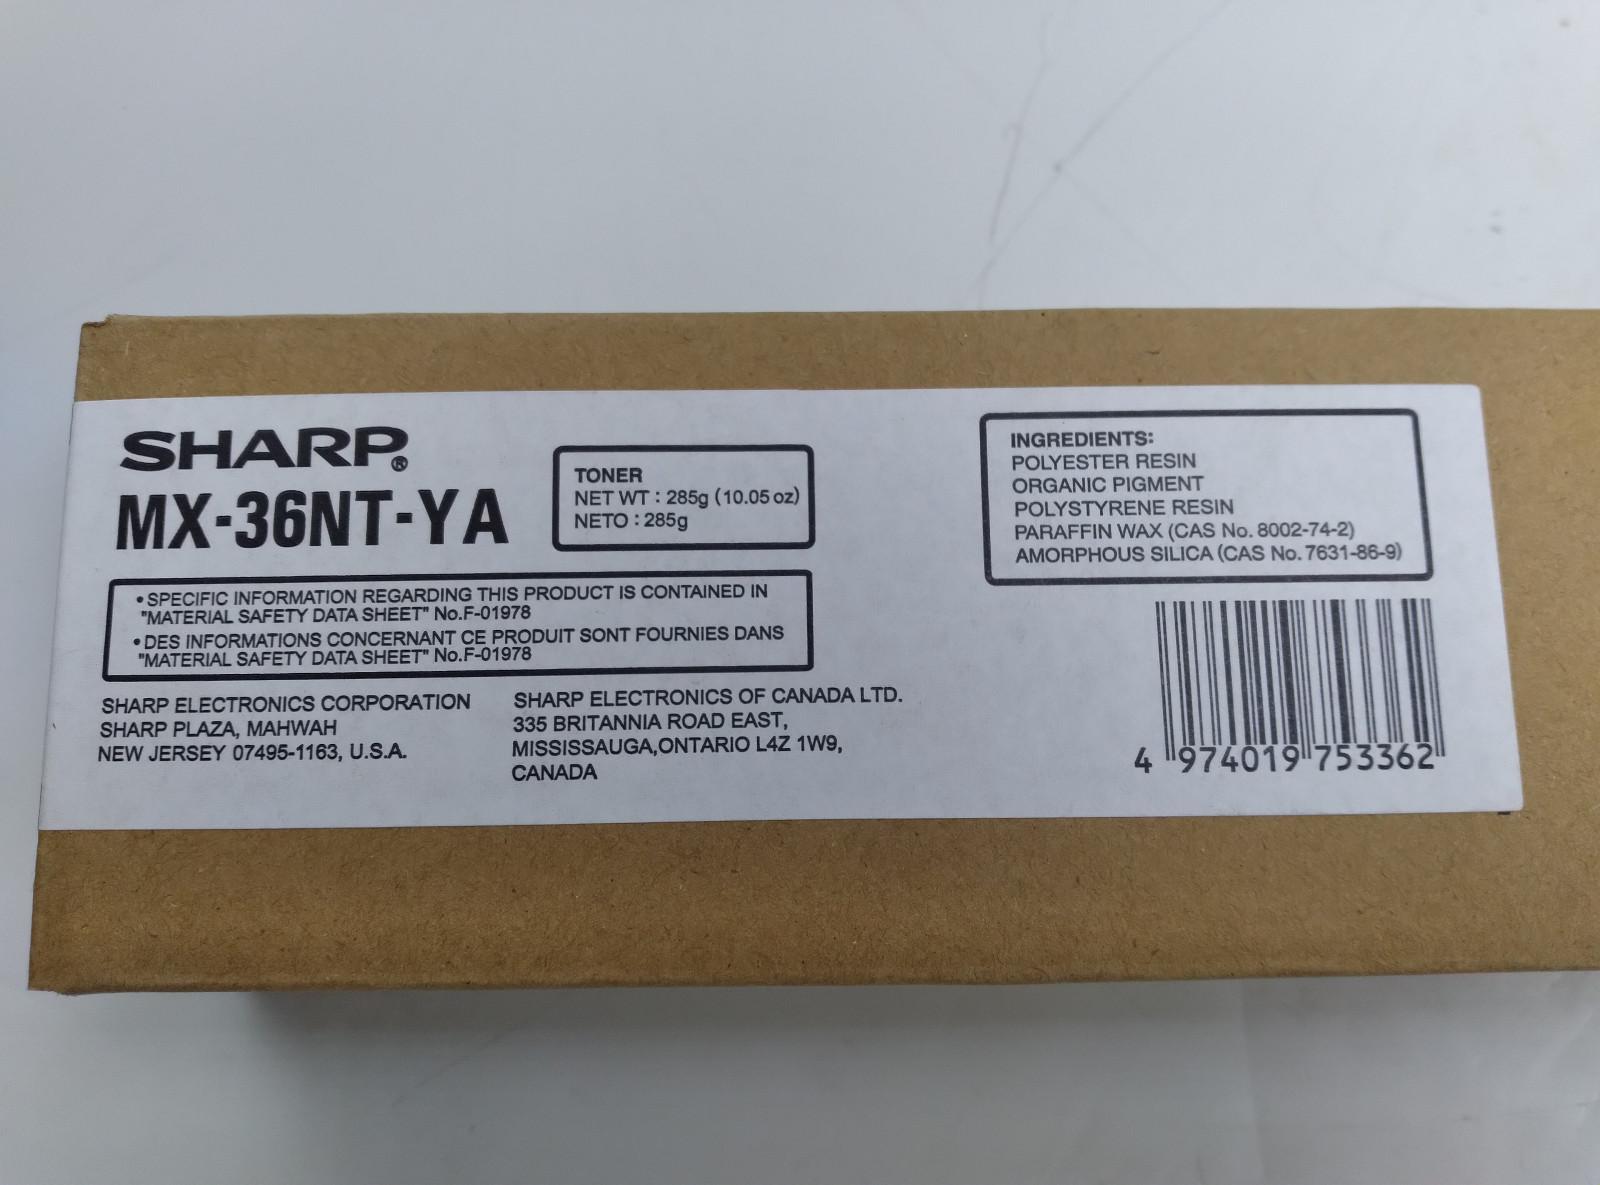 SHARP®
MX-36NT-YA
TONER
NET WT : 285g (10.05 oz)
NETO : 285g
• SPECIFIC INFORMATION REGARDING THIS PRODUCT IS CONTAINED IN
"MATERIAL SAFETY DATA SHEET" No.F-01978
• DES INFORMATIONS CONCERNANT CE PRODUIT SONT FOURNIES DANS
"MATERIAL SAFETY DATA SHEET" No.F-01978
SHARP ELECTRONICS CORPORATION
SHARP PLAZA, MAHWAH
NEW JERSEY 07495-1163, U.S.A.
SHARP ELECTRONICS OF CANADA LTD.
335 BRITANNIA ROAD EAST,
MISSISSAUGA,ONTARIO L4Z 1W9,
CANADA
INGREDIENTS:
POLYESTER RESIN
ORGANIC PIGMENT
POLYSTYRENE RESIN
PARAFFIN WAX (CAS No. 8002-74-2)
AMORPHOUS SILICA (CAS No. 7631-86-9)
4 974019 753362